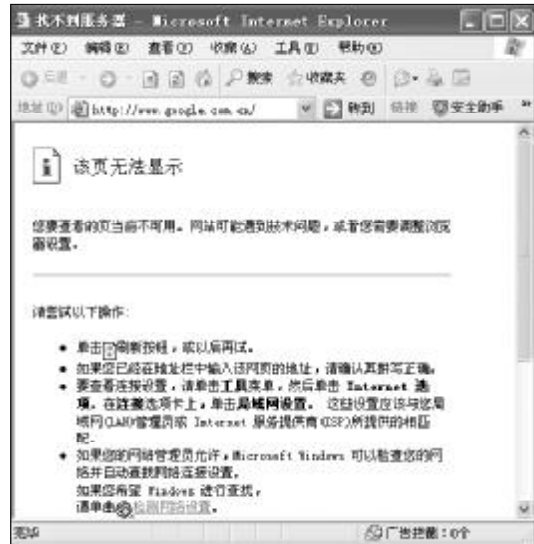 找不到服务器 - Microsoft Internet Explorer
文件(F) 编辑(E) 查看(V) 收藏(A) 工具(T) 帮助(H)
后退 搜索 收藏夹
地址(D) http://www.google.com.cn/ 转到 链接 安全助手 »
该页无法显示
您要查看的页当前不可用。网站可能遇到技术问题,或者您需要调整浏览
器设置。
请尝试以下操作:
• 单击 刷新按钮,或以后再试。
• 如果您已经在地址栏中输入该网页的地址,请确认其拼写正确。
• 要查看连接设置,请单击工具菜单,然后单击 Internet 选
项。在连接选项卡上,单击局域网设置。 这些设置应该与您局
域网(LAN)管理员或 Internet 服务提供商(ISP)所提供的相匹
配。
• 如果您的网络管理员允许,Microsoft Windows 可以检查您的网
络并自动查找网络连接设置。
如果您希望 Windows 进行查找,
请单击 检测网络设置。
完毕 广告拦截:0个